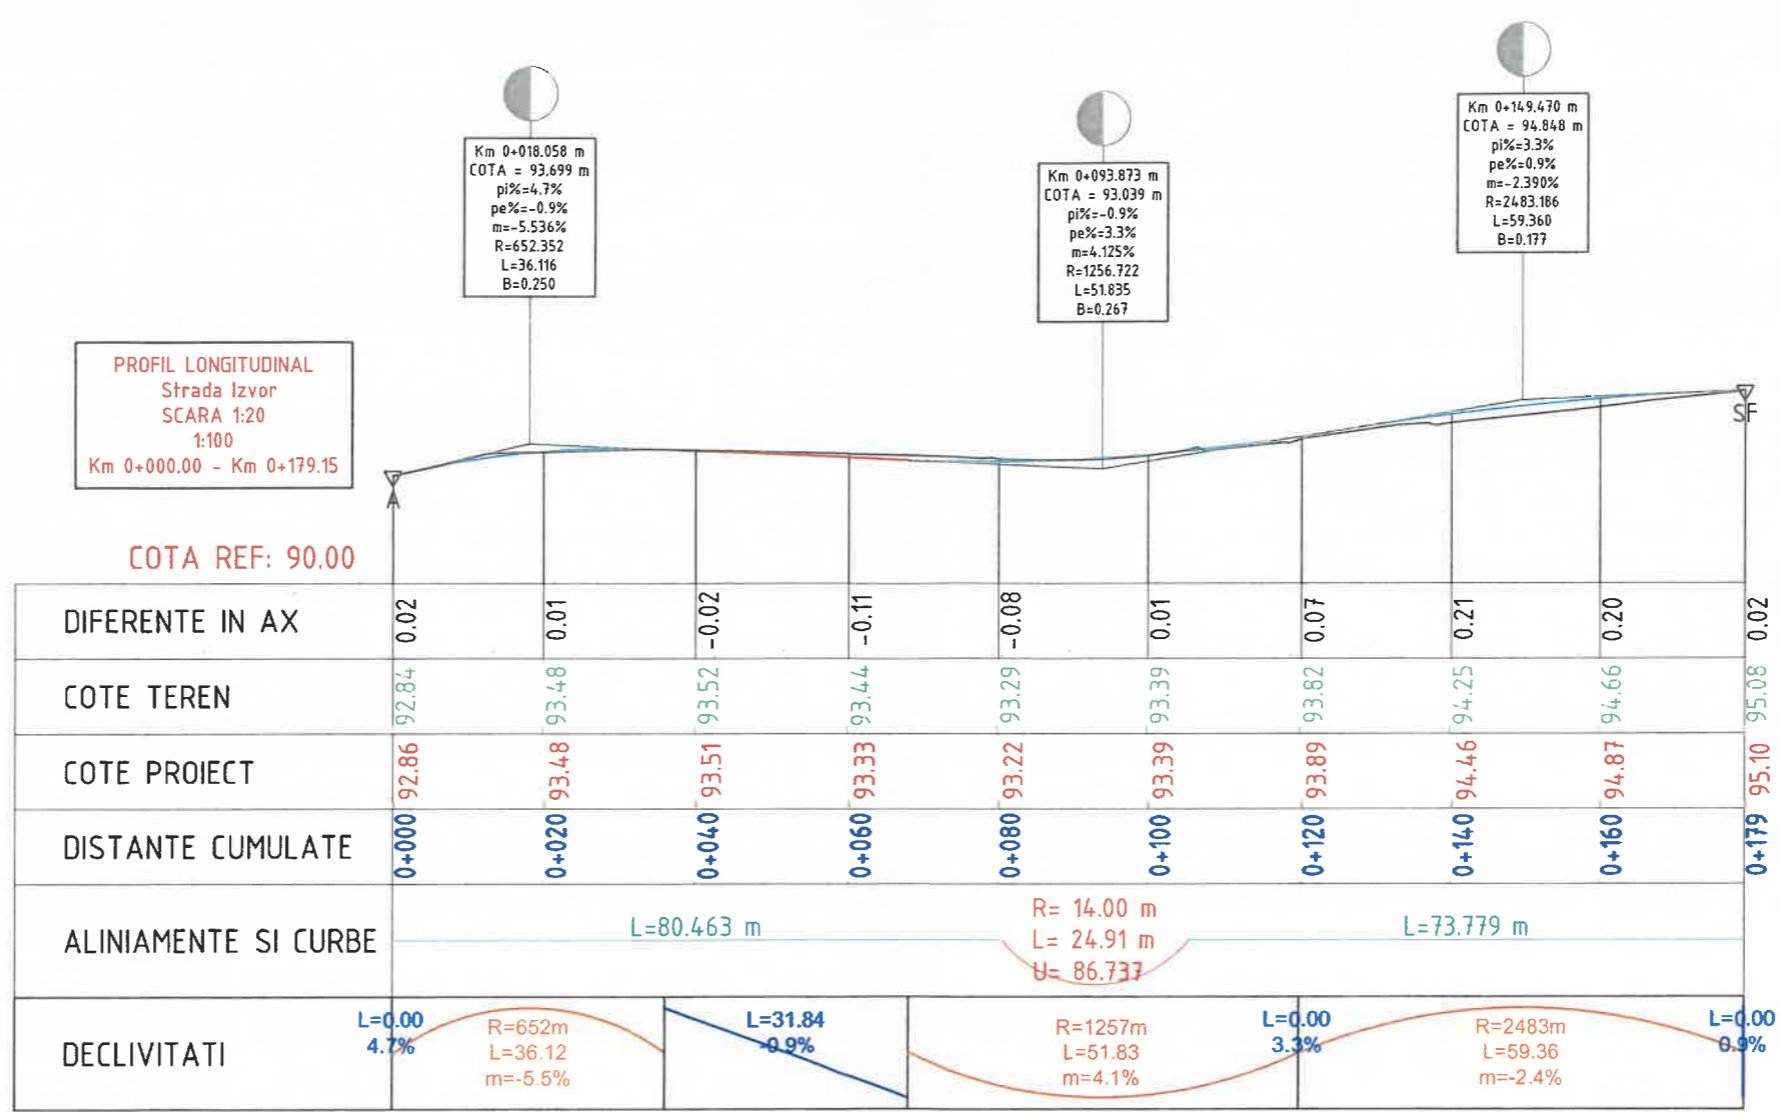 Km 0+018.058 m
COTA = 93.699 m
pi%=4.7%
pe%=-0.9%
m=-5.536%
R=652.352
L=36.116
B=0.250
Km 0+093.873 m
COTA = 93.039 m
pi%=-0.9%
pe%=3.3%
m=4.125%
R=1256.722
L=51.835
B=0.267
Km 0+149.470 m
COTA = 94.848 m
pi%=3.3%
pe%=0.9%
m=-2.390%
R=2483.186
L=59.360
B=0.177
PROFIL LONGITUDINAL
Strada Izvor
SCARA 1:20
1:100
Km 0+000.00 - Km 0+179.15
A
SF
COTA REF: 90.00
DIFERENTE IN AX 0.02 0.01 -0.02 -0.11 -0.08 0.01 0.07 0.21 0.20 0.02
COTE TEREN 92.84 93.48 93.52 93.44 93.29 93.39 93.82 94.25 94.66 95.08
COTE PROIECT 92.86 93.48 93.51 93.33 93.22 93.39 93.89 94.46 94.87 95.10
DISTANTE CUMULATE 0+000 0+020 0+040 0+060 0+080 0+100 0+120 0+140 0+160 0+179
ALINIAMENTE SI CURBE
L=80.463 m
R= 14.00 m
L= 24.91 m
U= 86.737
L=73.779 m
DECLIVITATI
L=0.00
4.7%
R=652m
L=36.12
m=-5.5%
L=31.84
-0.9%
R=1257m
L=51.83
m=4.1%
L=0.00
3.3%
R=2483m
L=59.36
m=-2.4%
L=0.00
0.9%